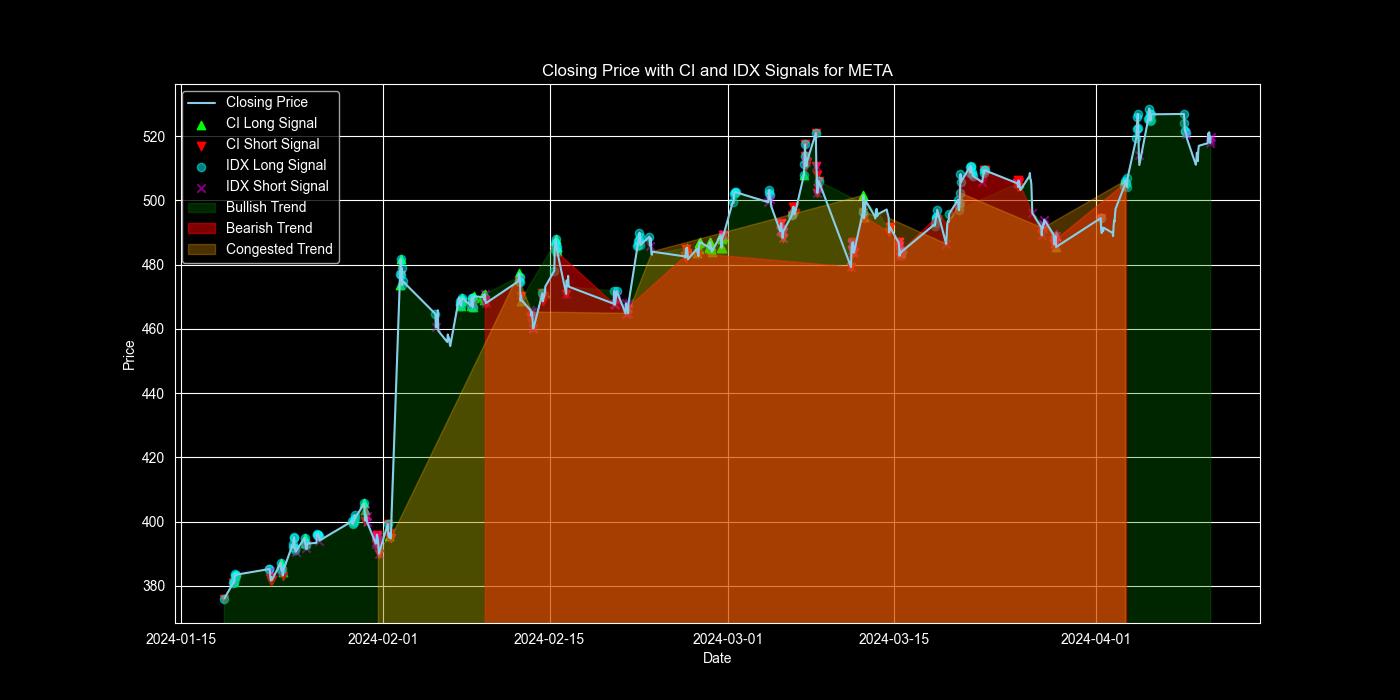 Closing Price with CI and IDX Signals for META
Closing Price
CI Long Signal
CI Short Signal
IDX Long Signal
IDX Short Signal
Bullish Trend
Bearish Trend
Congested Trend
Price
520
500
480
460
440
420
400
380
2024-01-15
2024-02-01
2024-02-15
2024-03-01
2024-03-15
2024-04-01
Date